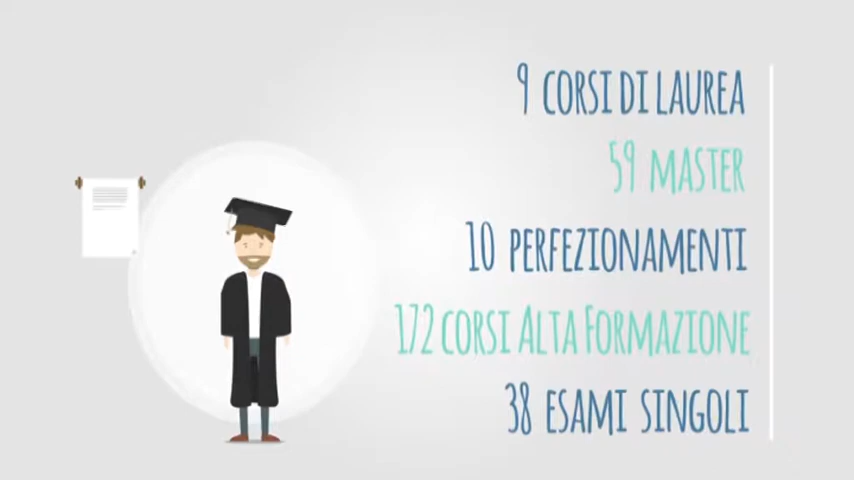 9 CORSI DI LAUREA
59 MASTER
10 PERFEZIONAMENTI
172 CORSI ALTA FORMAZIONE
38 ESAMI SINGOLI